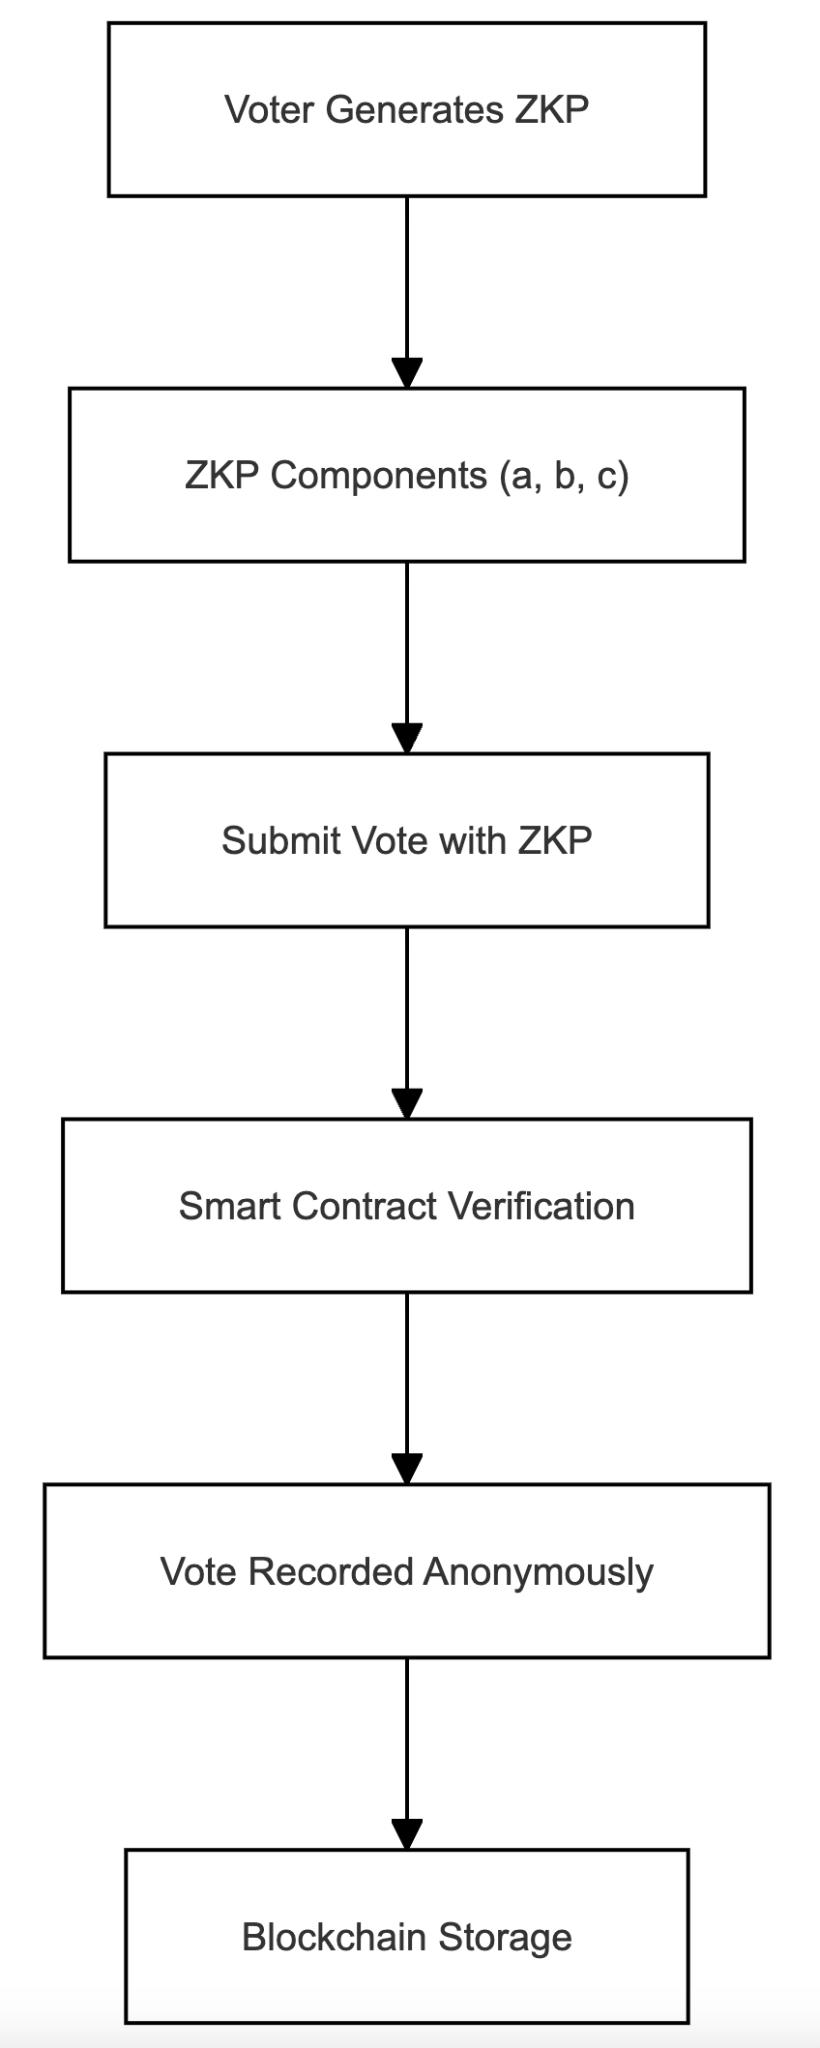 Voter Generates ZKP
ZKP Components (a, b, c)
Submit Vote with ZKP
Smart Contract Verification
Vote Recorded Anonymously
Blockchain Storage